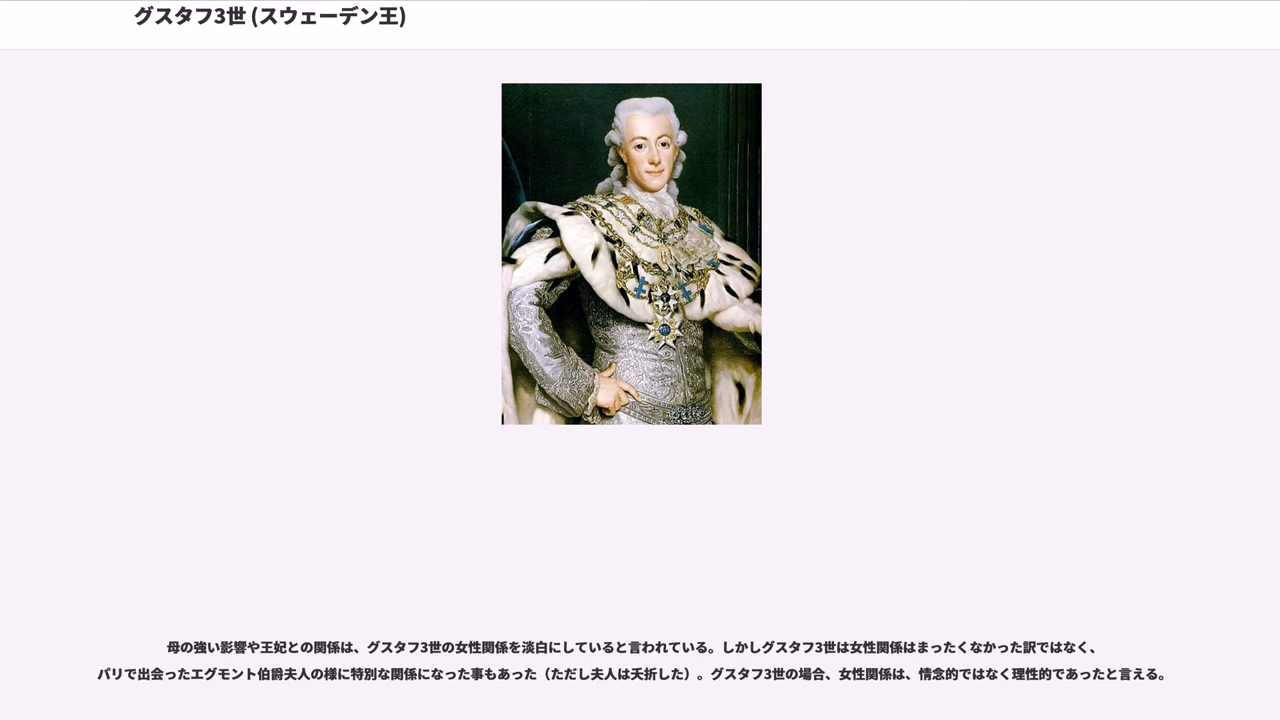 グスタフ3世 (スウェーデン王)
母の強い影響や王妃との関係は、グスタフ3世の女性関係を淡白にしていると言われている。しかしグスタフ3世は女性関係はまったくなかった訳ではなく、
パリで出会ったエグモント伯爵夫人の様に特別な関係になった事もあった（ただし夫人は夭折した）。グスタフ3世の場合、女性関係は、情念的ではなく理性的であったと言える。